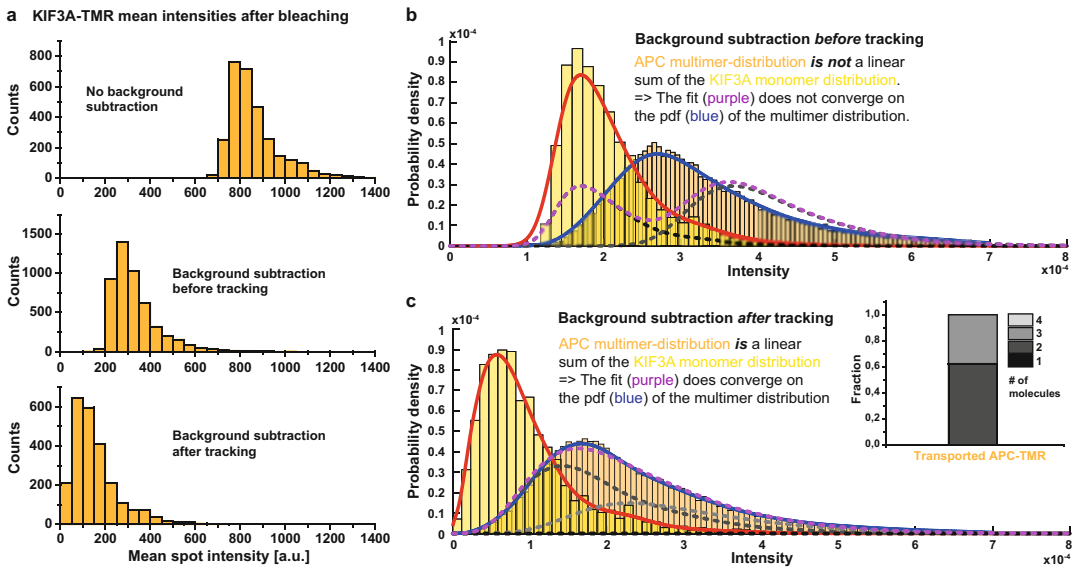 a KIF3A-TMR mean intensities after bleaching
800
600
400
200
0
Counts
No background
subtraction
0 200 400 600 800 1000 1200 1400
1500
1000
500
0
Counts
Background subtraction
before tracking
0 200 400 600 800 1000 1200 1400
600
400
200
0
Counts
Background subtraction
after tracking
0 200 400 600 800 1000 1200 1400
Mean spot intensity [a.u.]
b
x10⁻⁴
1
0.9
0.8
0.7
0.6
0.5
0.4
0.3
0.2
0.1
0
Probability density
Background subtraction before tracking
APC multimer-distribution is not a linear
sum of the KIF3A monomer distribution.
=> The fit (purple) does not converge on
the pdf (blue) of the multimer distribution.
0 1 2 3 4 5 6 7 8
Intensity
x10⁻⁴
c
x10⁻⁴
1
0.9
0.8
0.7
0.6
0.5
0.4
0.3
0.2
0.1
0
Probability density
Background subtraction after tracking
APC multimer-distribution is a linear
sum of the KIF3A monomer distribution
=> The fit (purple) does converge on
the pdf (blue) of the multimer distribution
0 1 2 3 4 5 6 7 8
Intensity
x10⁻⁴
1,0
0,8
0,6
0,4
0,2
0,0
Fraction
4
3
2
1
# of
molecules
Transported APC-TMR